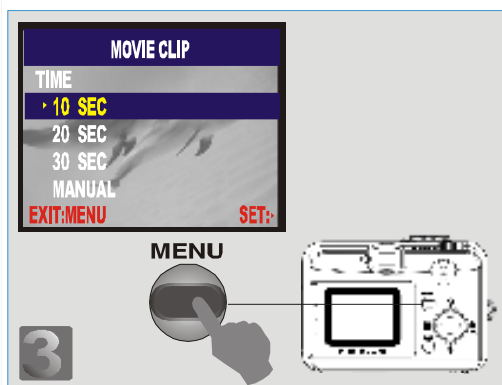 MOVIE CLIP
TIME
10 SEC
20 SEC
30 SEC
MANUAL
EXIT:MENU SET:
MENU
3